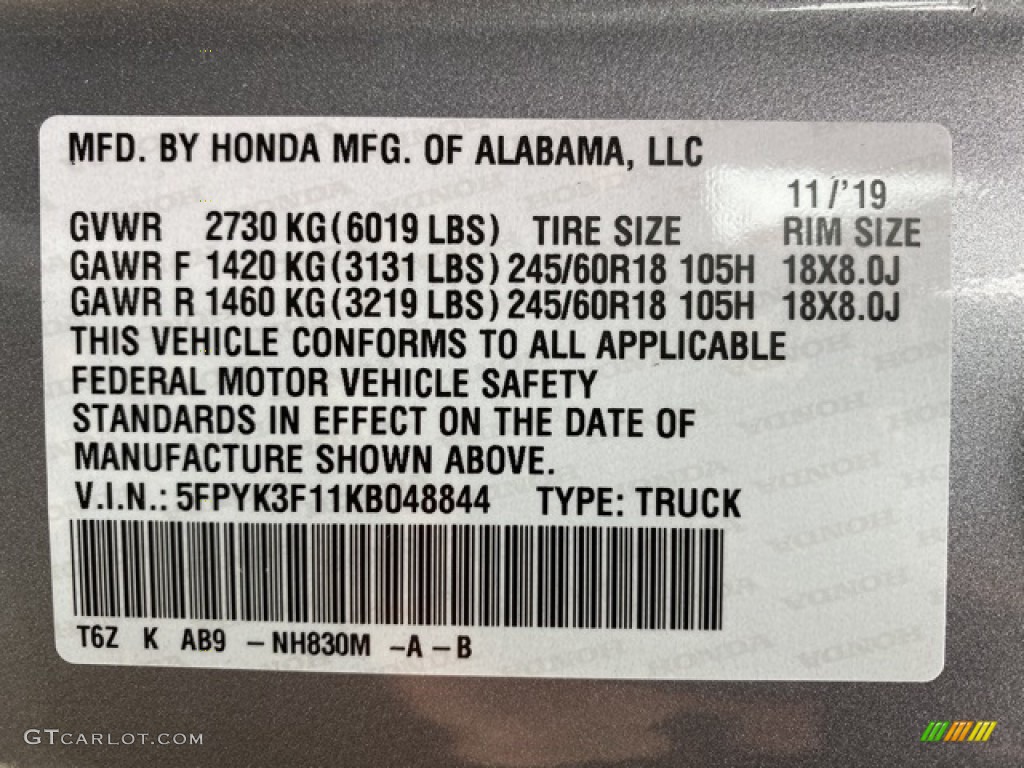 MFD. BY HONDA MFG. OF ALABAMA, LLC
11/'19
GVWR 2730 KG(6019 LBS) TIRE SIZE RIM SIZE
GAWR F 1420 KG(3131 LBS) 245/60R18 105H 18X8.0J
GAWR R 1460 KG(3219 LBS) 245/60R18 105H 18X8.0J
THIS VEHICLE CONFORMS TO ALL APPLICABLE
FEDERAL MOTOR VEHICLE SAFETY
STANDARDS IN EFFECT ON THE DATE OF
MANUFACTURE SHOWN ABOVE.
V.I.N.: 5FPYK3F11KB048844 TYPE: TRUCK
T6Z K AB9 -NH830M -A-B
GTCARLOT.COM